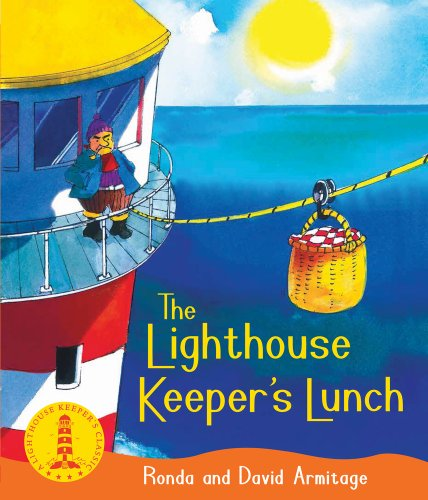 The
Lighthouse
Keeper's Lunch
A LIGHTHOUSE KEEPER'S CLASSIC
Ronda and David Armitage